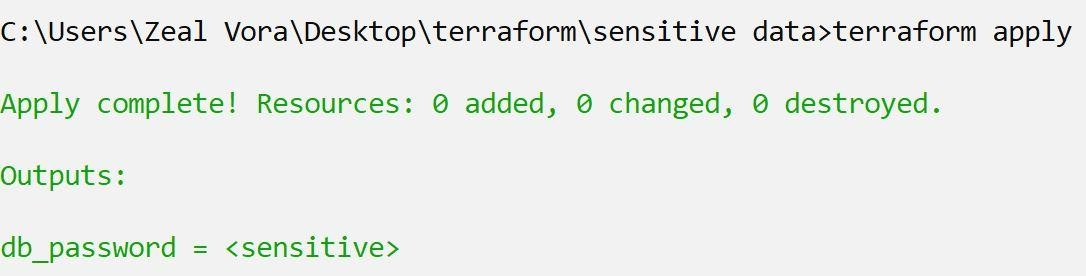 C:\Users\Zeal Vora\Desktop\terraform\sensitive data>terraform apply
Apply complete! Resources: 0 added, 0 changed, 0 destroyed.
Outputs:
db_password = <sensitive>